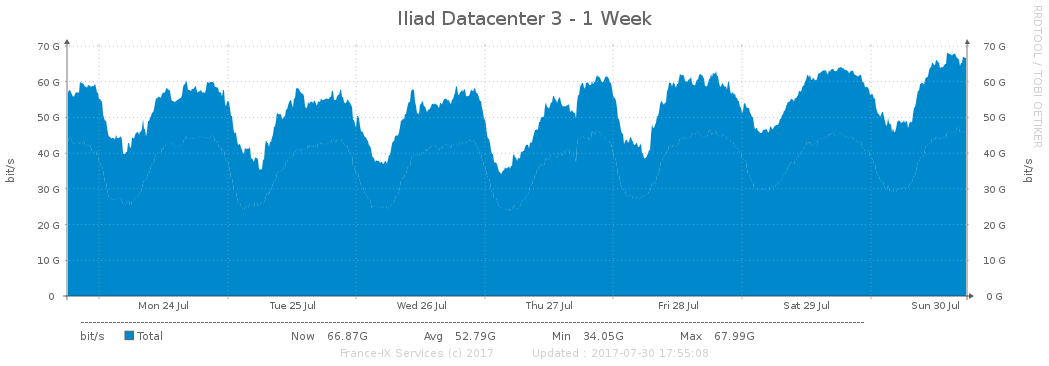 Iliad Datacenter 3 - 1 Week
RRDTOOL / TOBI OETIKER
70 G 70 G
60 G 60 G
50 G 50 G
40 G 40 G
30 G 30 G
20 G 20 G
10 G 10 G
0 0 G
bit/s
bit/s
Mon 24 Jul Tue 25 Jul Wed 26 Jul Thu 27 Jul Fri 28 Jul Sat 29 Jul Sun 30 Jul
bit/s Total Now 66.87G Avg 52.79G Min 34.05G Max 67.99G
France-IX Services (c) 2017 Updated : 2017-07-30 17:55:08